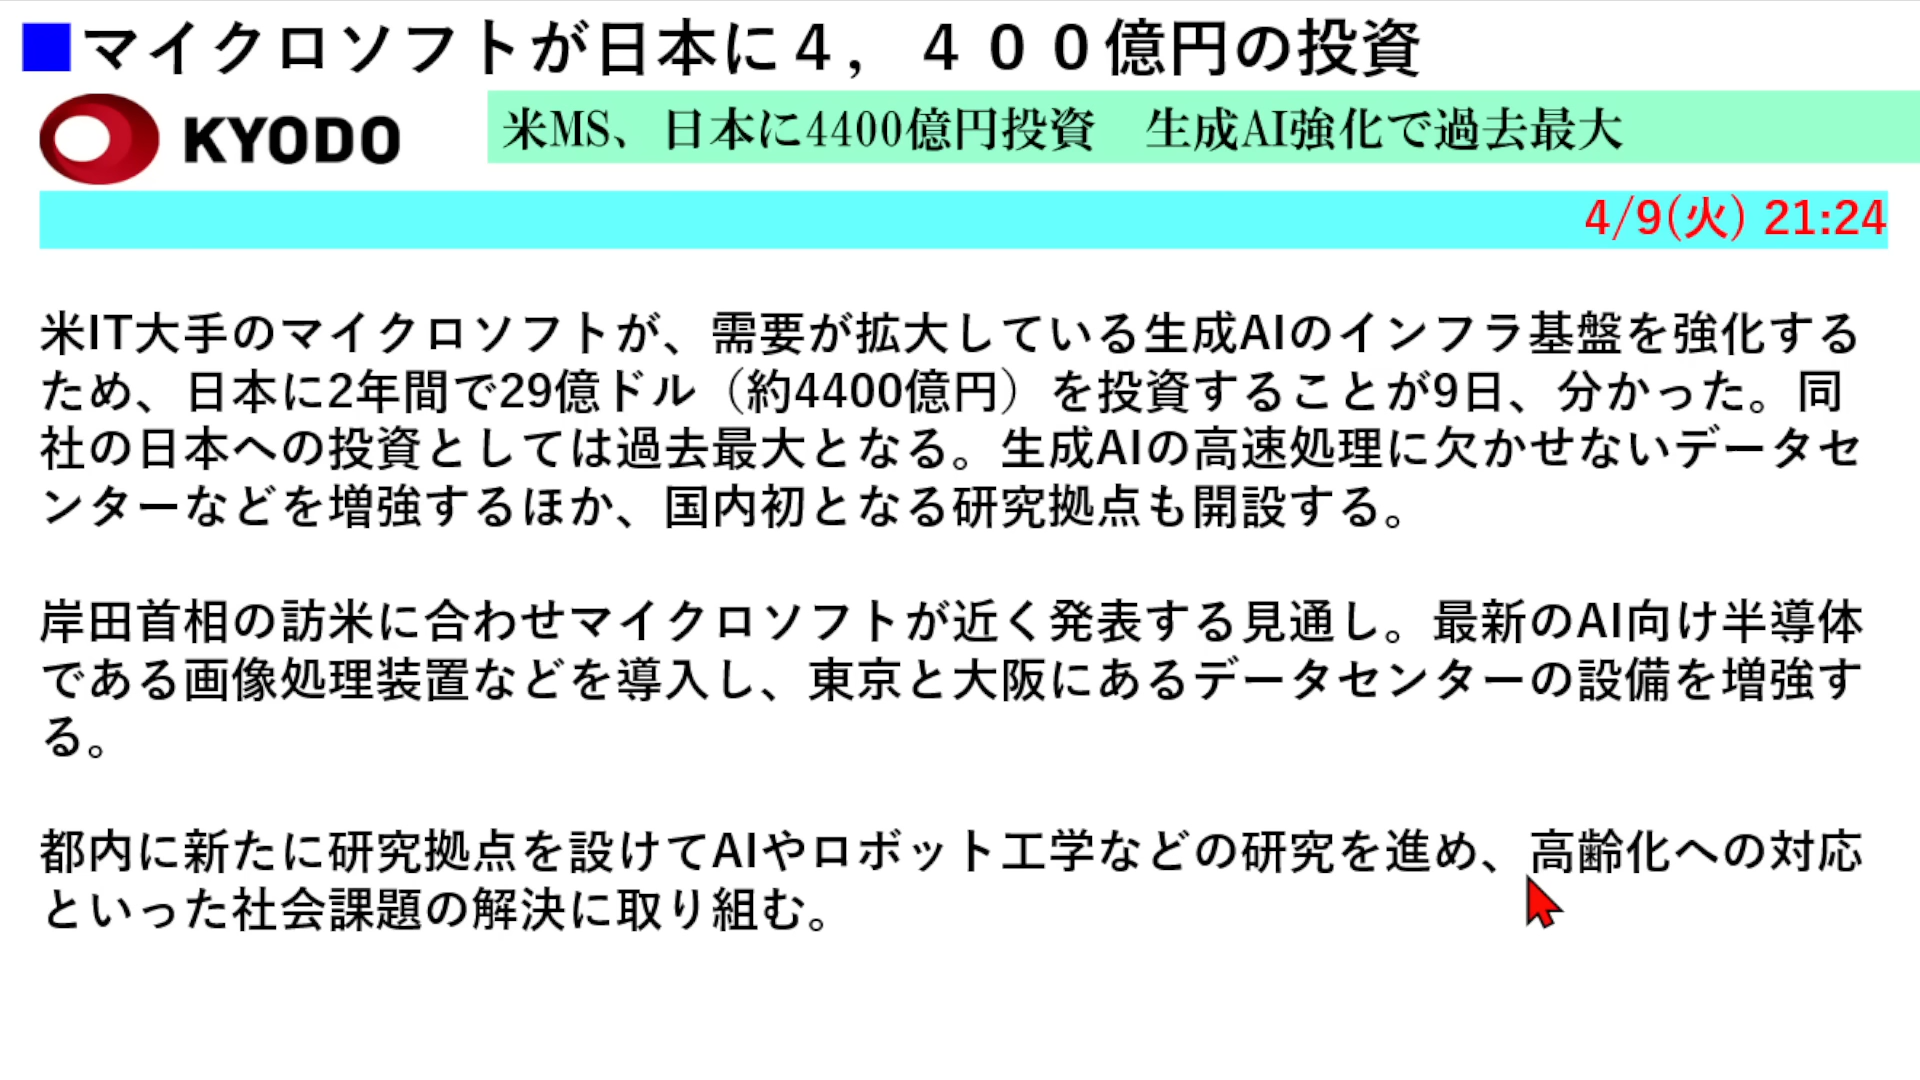 ■マイクロソフトが日本に４，４００億円の投資
KYODO
米MS、日本に4400億円投資　生成AI強化で過去最大
4/9(火) 21:24
米IT大手のマイクロソフトが、需要が拡大している生成AIのインフラ基盤を強化する
ため、日本に2年間で29億ドル（約4400億円）を投資することが9日、分かった。同
社の日本への投資としては過去最大となる。生成AIの高速処理に欠かせないデータセ
ンターなどを増強するほか、国内初となる研究拠点も開設する。
岸田首相の訪米に合わせマイクロソフトが近く発表する見通し。最新のAI向け半導体
である画像処理装置などを導入し、東京と大阪にあるデータセンターの設備を増強す
る。
都内に新たに研究拠点を設けてAIやロボット工学などの研究を進め、高齢化への対応
といった社会課題の解決に取り組む。